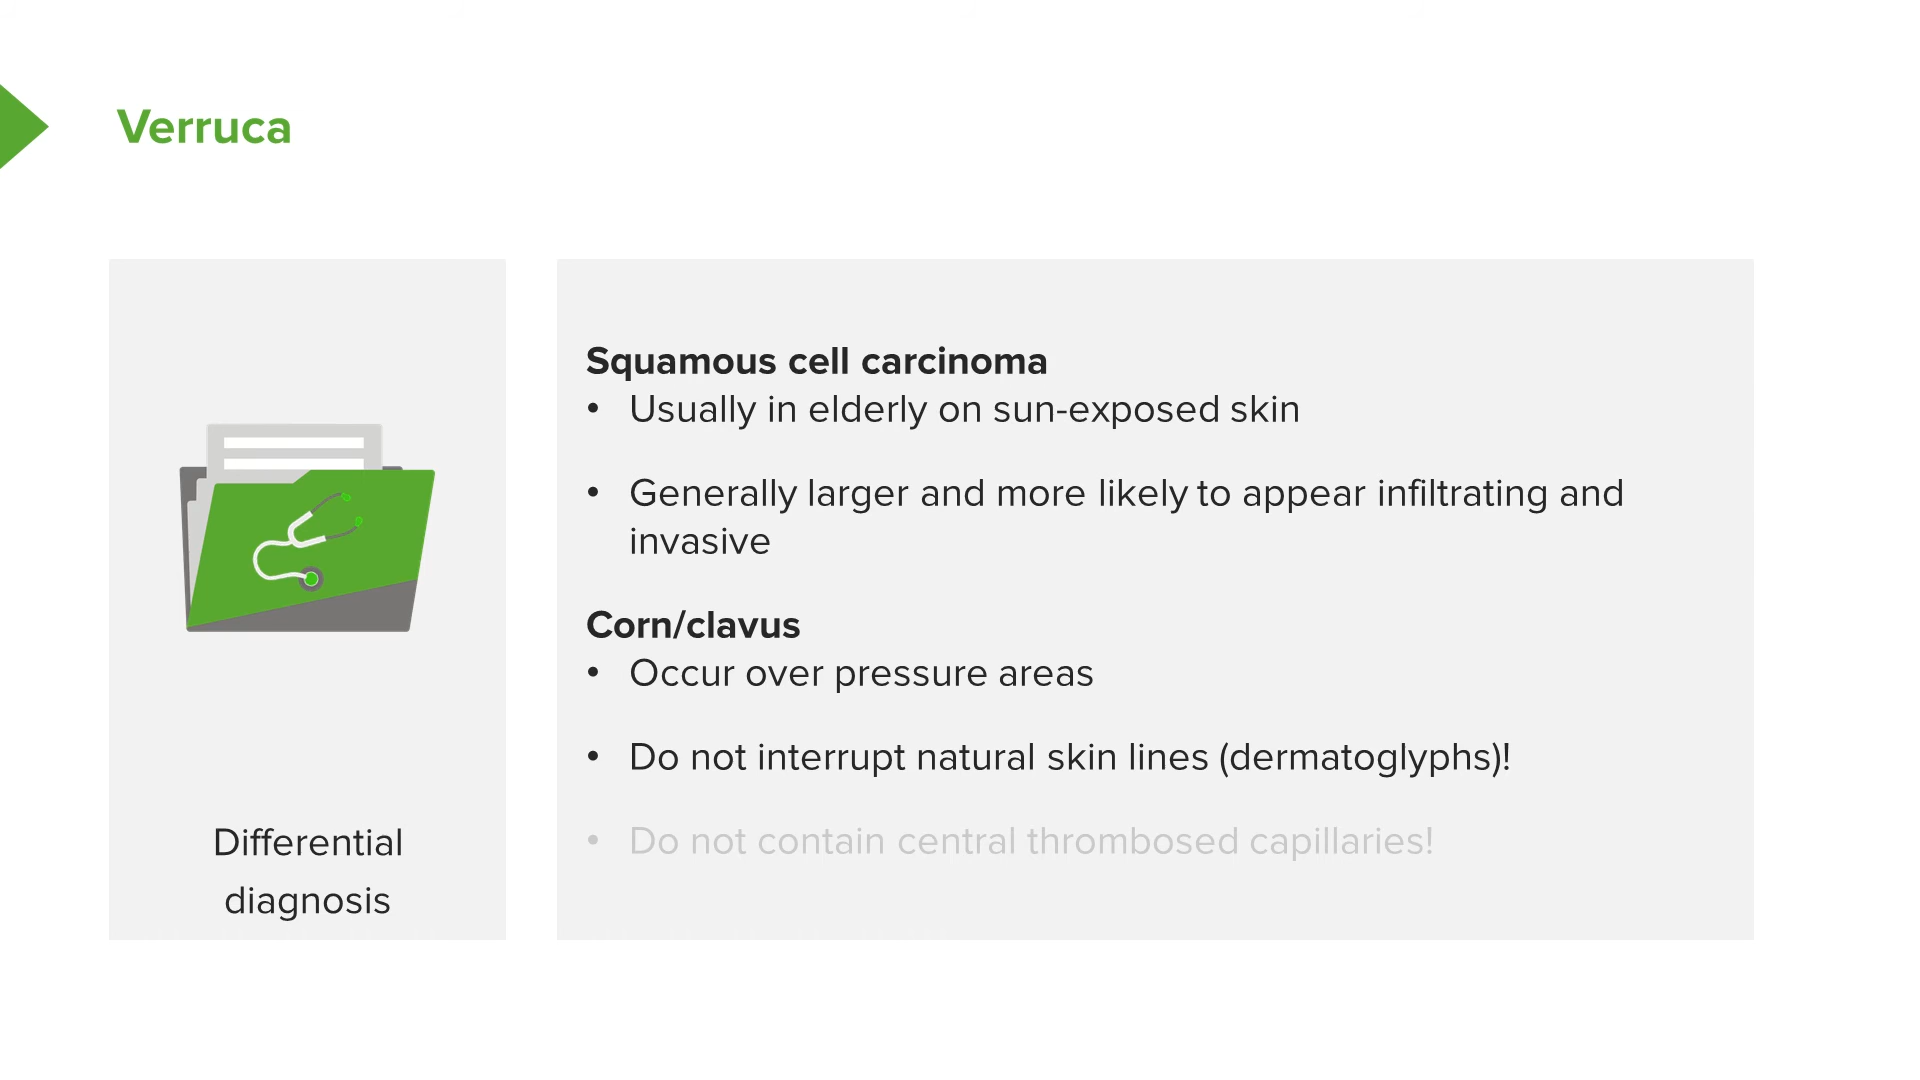 Verruca
Differential
diagnosis
Squamous cell carcinoma
• Usually in elderly on sun-exposed skin
• Generally larger and more likely to appear infiltrating and
invasive
Corn/clavus
• Occur over pressure areas
• Do not interrupt natural skin lines (dermatoglyphs)!
• Do not contain central thrombosed capillaries!